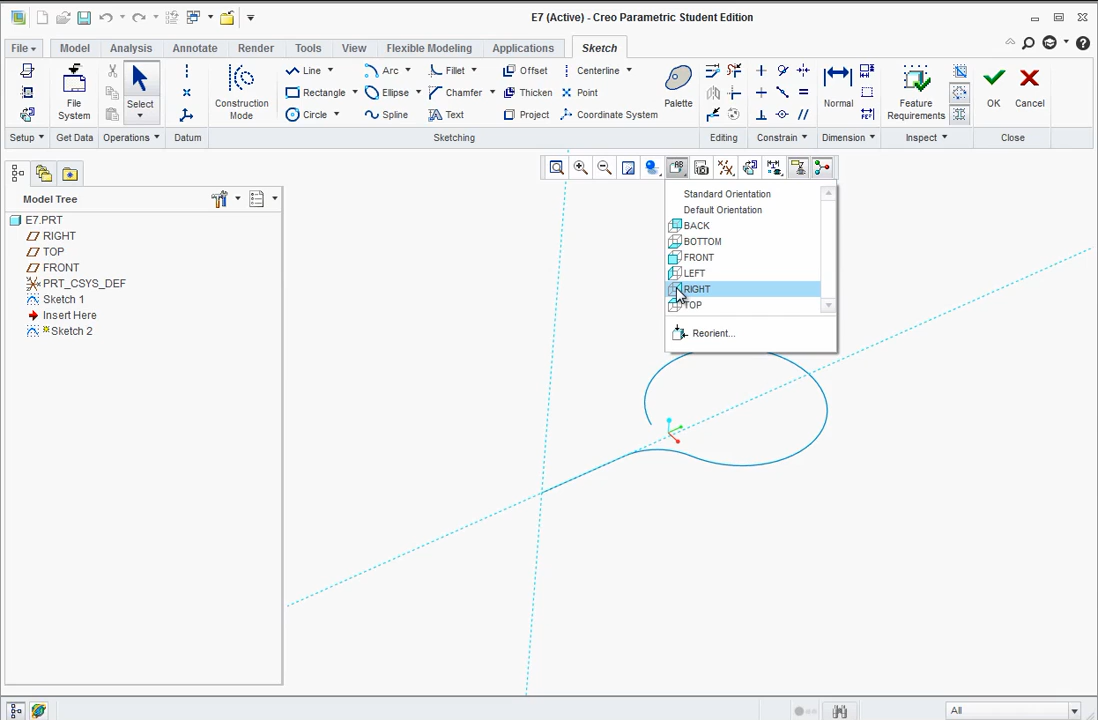 E7 (Active) - Creo Parametric Student Edition
File
Model
Analysis
Annotate
Render
Tools
View
Flexible Modeling
Applications
Sketch
File System
Select
Construction Mode
Line
Arc
Fillet
Offset
Centerline
Rectangle
Ellipse
Chamfer
Thicken
Point
Circle
Spline
Text
Project
Coordinate System
Palette
Normal
Feature Requirements
OK
Cancel
Setup
Get Data
Operations
Datum
Sketching
Editing
Constrain
Dimension
Inspect
Close
Model Tree
E7.PRT
RIGHT
TOP
FRONT
PRT_CSYS_DEF
Sketch 1
Insert Here
Sketch 2
Standard Orientation
Default Orientation
BACK
BOTTOM
FRONT
LEFT
RIGHT
TOP
Reorient...
All